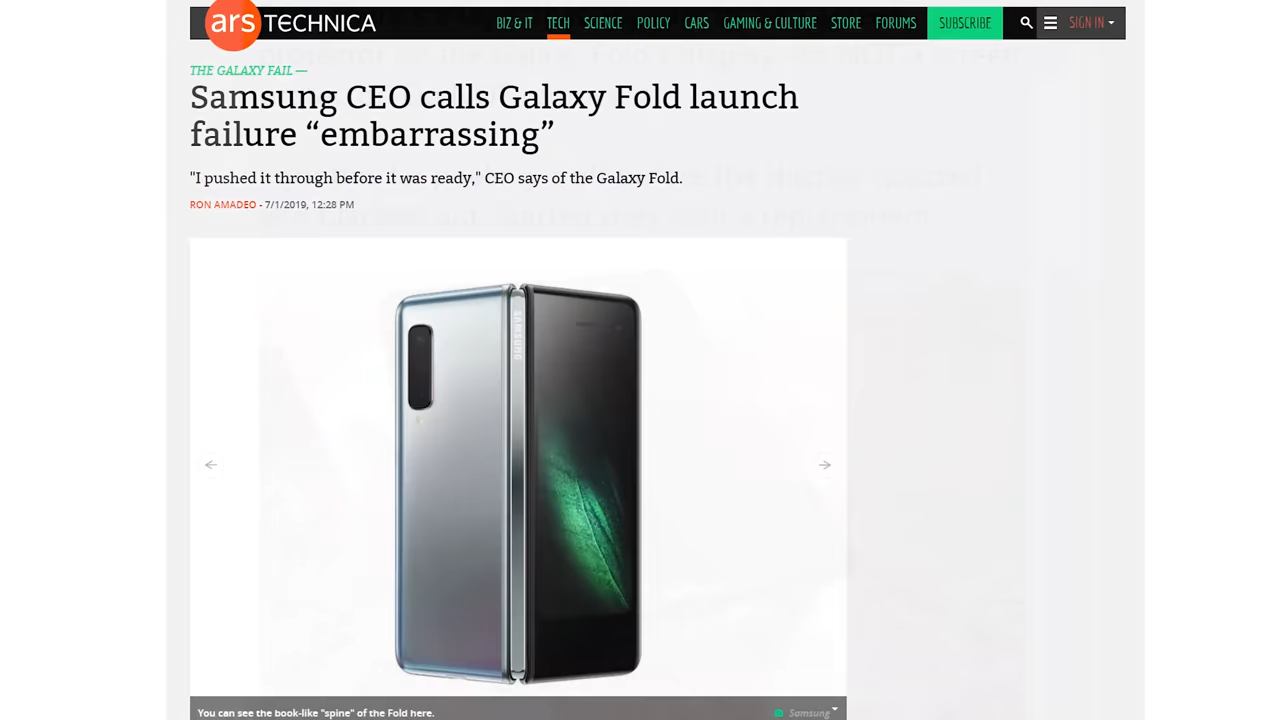 ars TECHNICA
BIZ & IT TECH SCIENCE POLICY CARS GAMING & CULTURE STORE FORUMS SUBSCRIBE SIGN IN
THE GALAXY FAIL —
Samsung CEO calls Galaxy Fold launch
failure “embarrassing”
"I pushed it through before it was ready," CEO says of the Galaxy Fold.
RON AMADEO - 7/1/2019, 12:28 PM
SAMSUNG
You can see the book-like "spine" of the Fold here.
Samsung